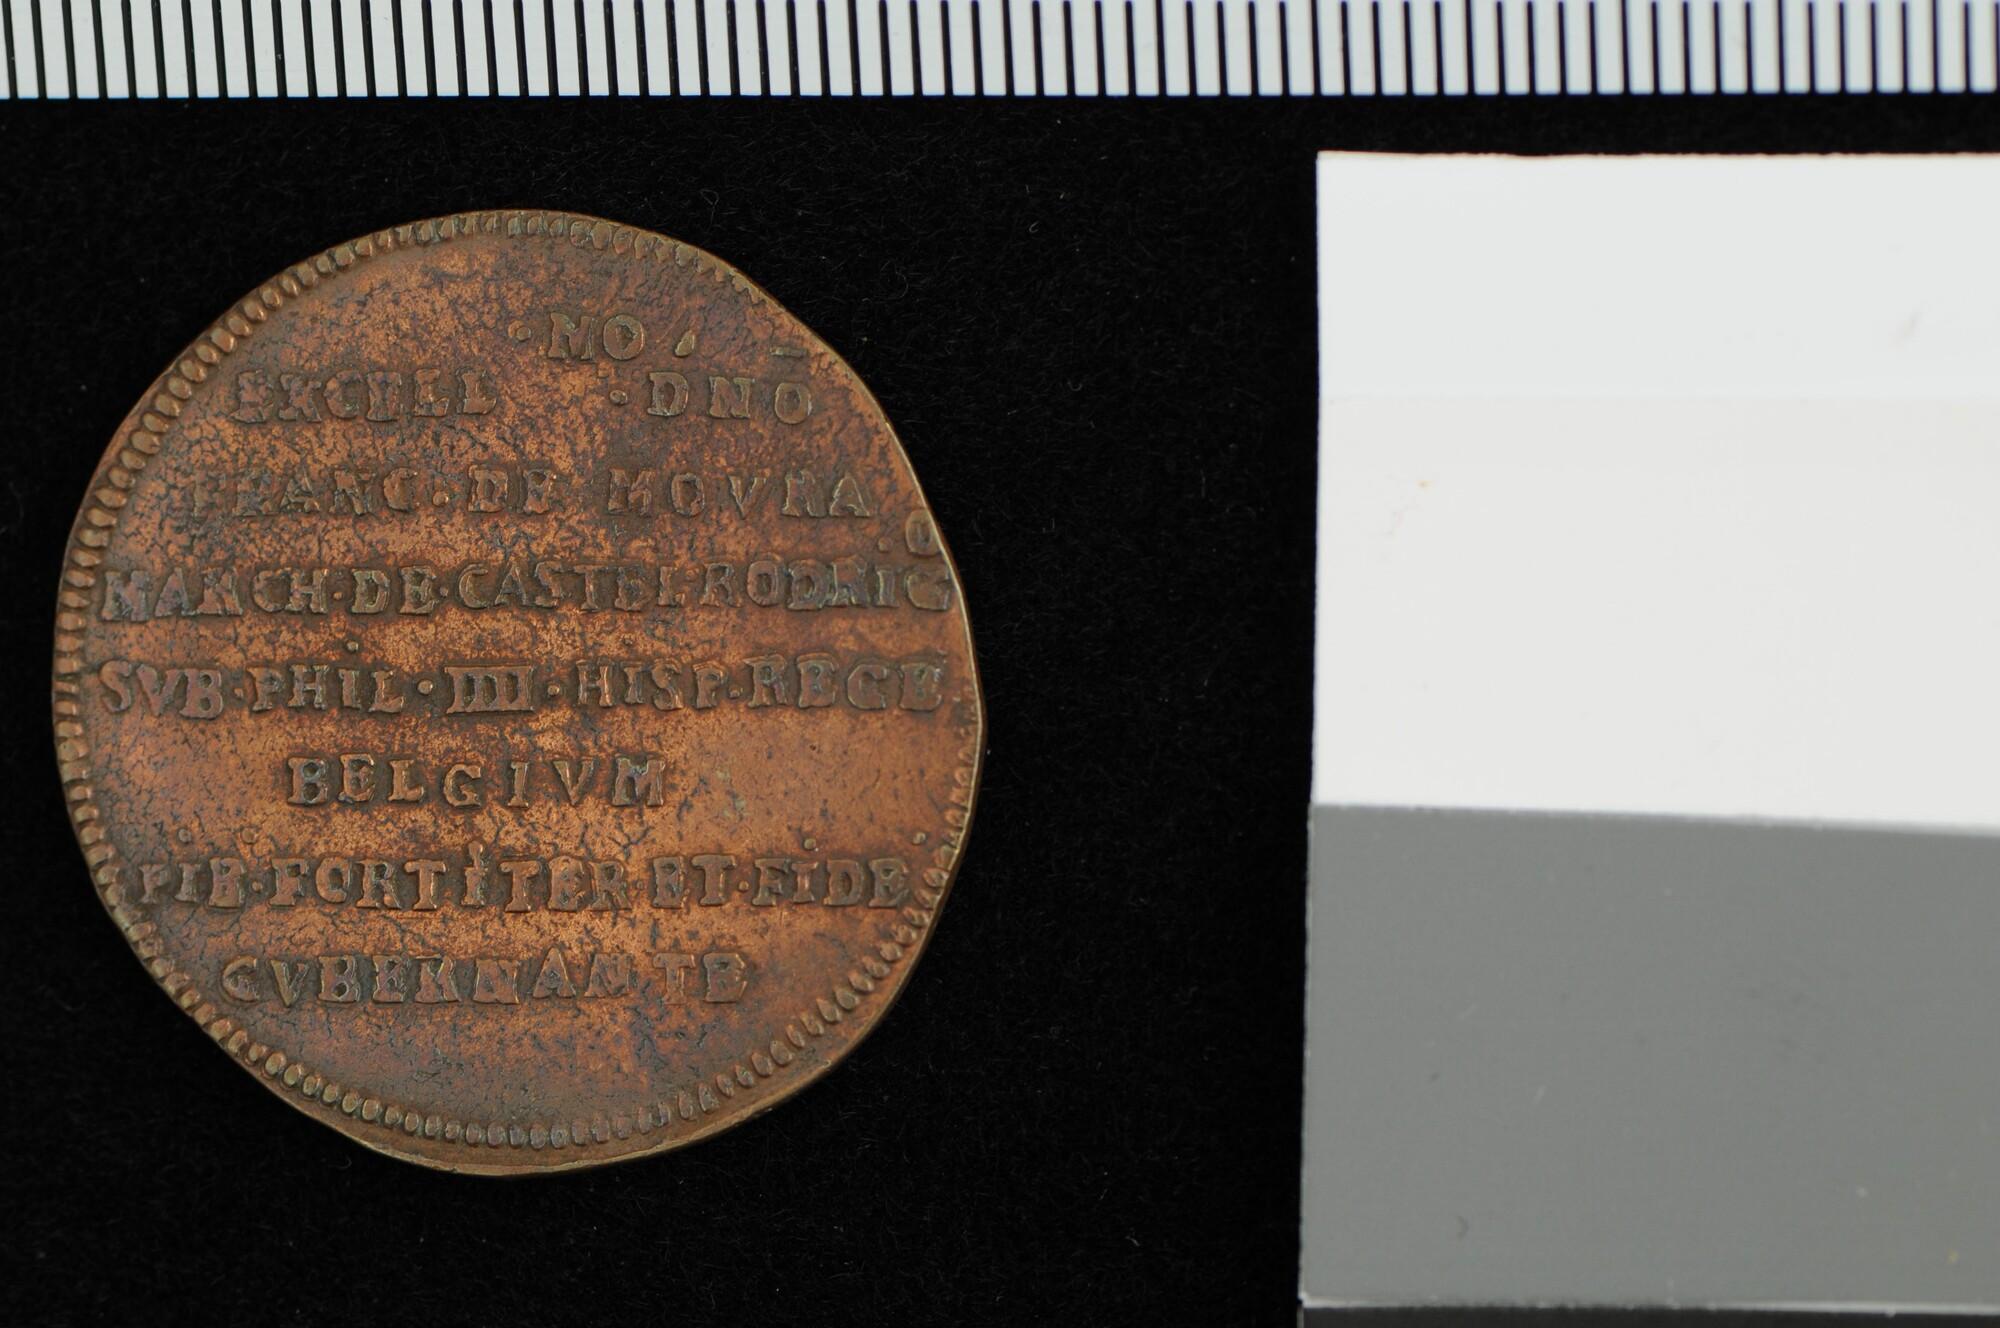 EXCELL·MO· ·DNŌ
FRANC·DE MOVRA
MARCH·DE·CASTEL·RODRIG·O
SVB·PHIL·IIII·HISP·REGE
BELGIVM
PIE·FORTITER·ET·FIDE·
GVBERNANTE